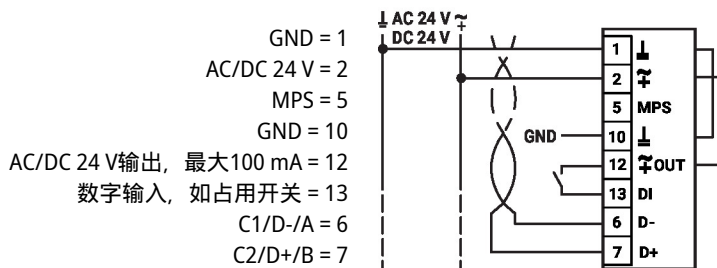 GND = 1
AC/DC 24 V = 2
MPS = 5
GND = 10
AC/DC 24 V输出，最大100 mA = 12
数字输入，如占用开关 = 13
C1/D-/A = 6
C2/D+/B = 7
AC 24 V
DC 24 V
GND
1
2
5 MPS
10
12 OUT
13 DI
6 D-
7 D+